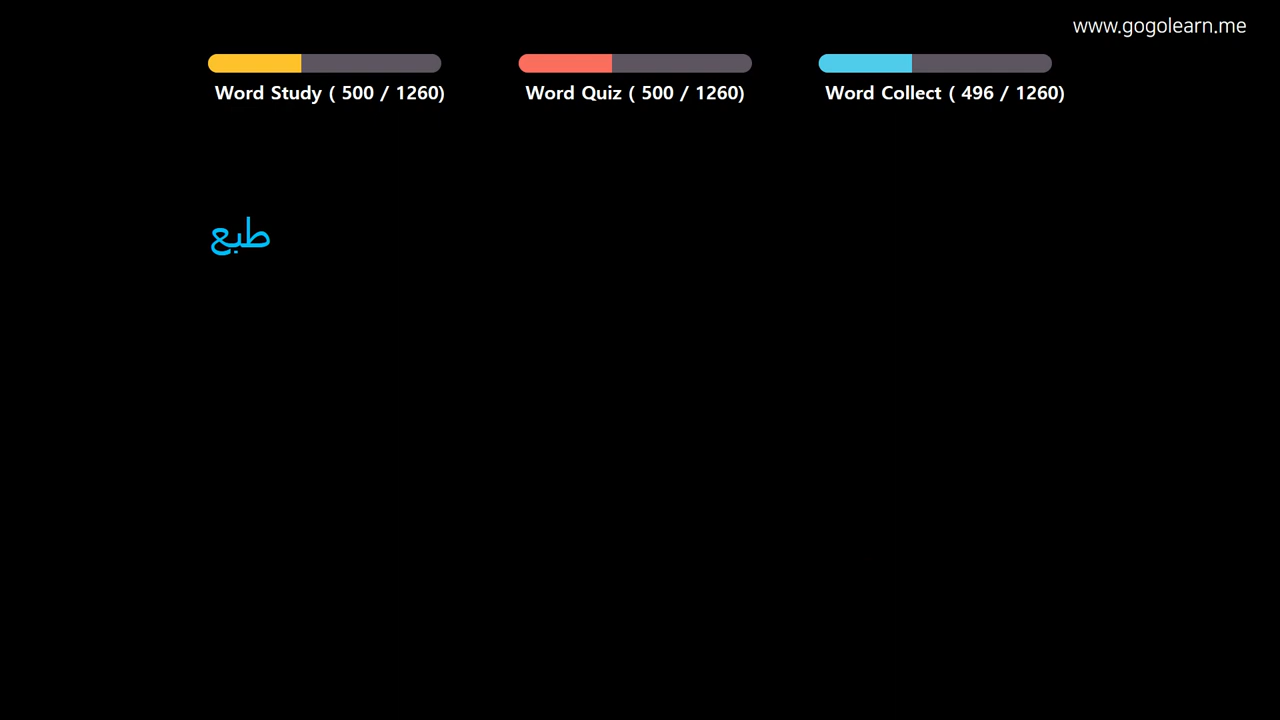 www.gogolearn.me
Word Study ( 500 / 1260)
Word Quiz ( 500 / 1260)
Word Collect ( 496 / 1260)
طبع